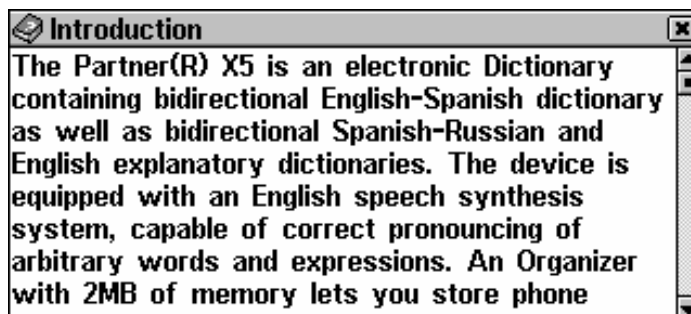 Introduction
The Partner(R) X5 is an electronic Dictionary
containing bidirectional English-Spanish dictionary
as well as bidirectional Spanish-Russian and
English explanatory dictionaries. The device is
equipped with an English speech synthesis
system, capable of correct pronouncing of
arbitrary words and expressions. An Organizer
with 2MB of memory lets you store phone